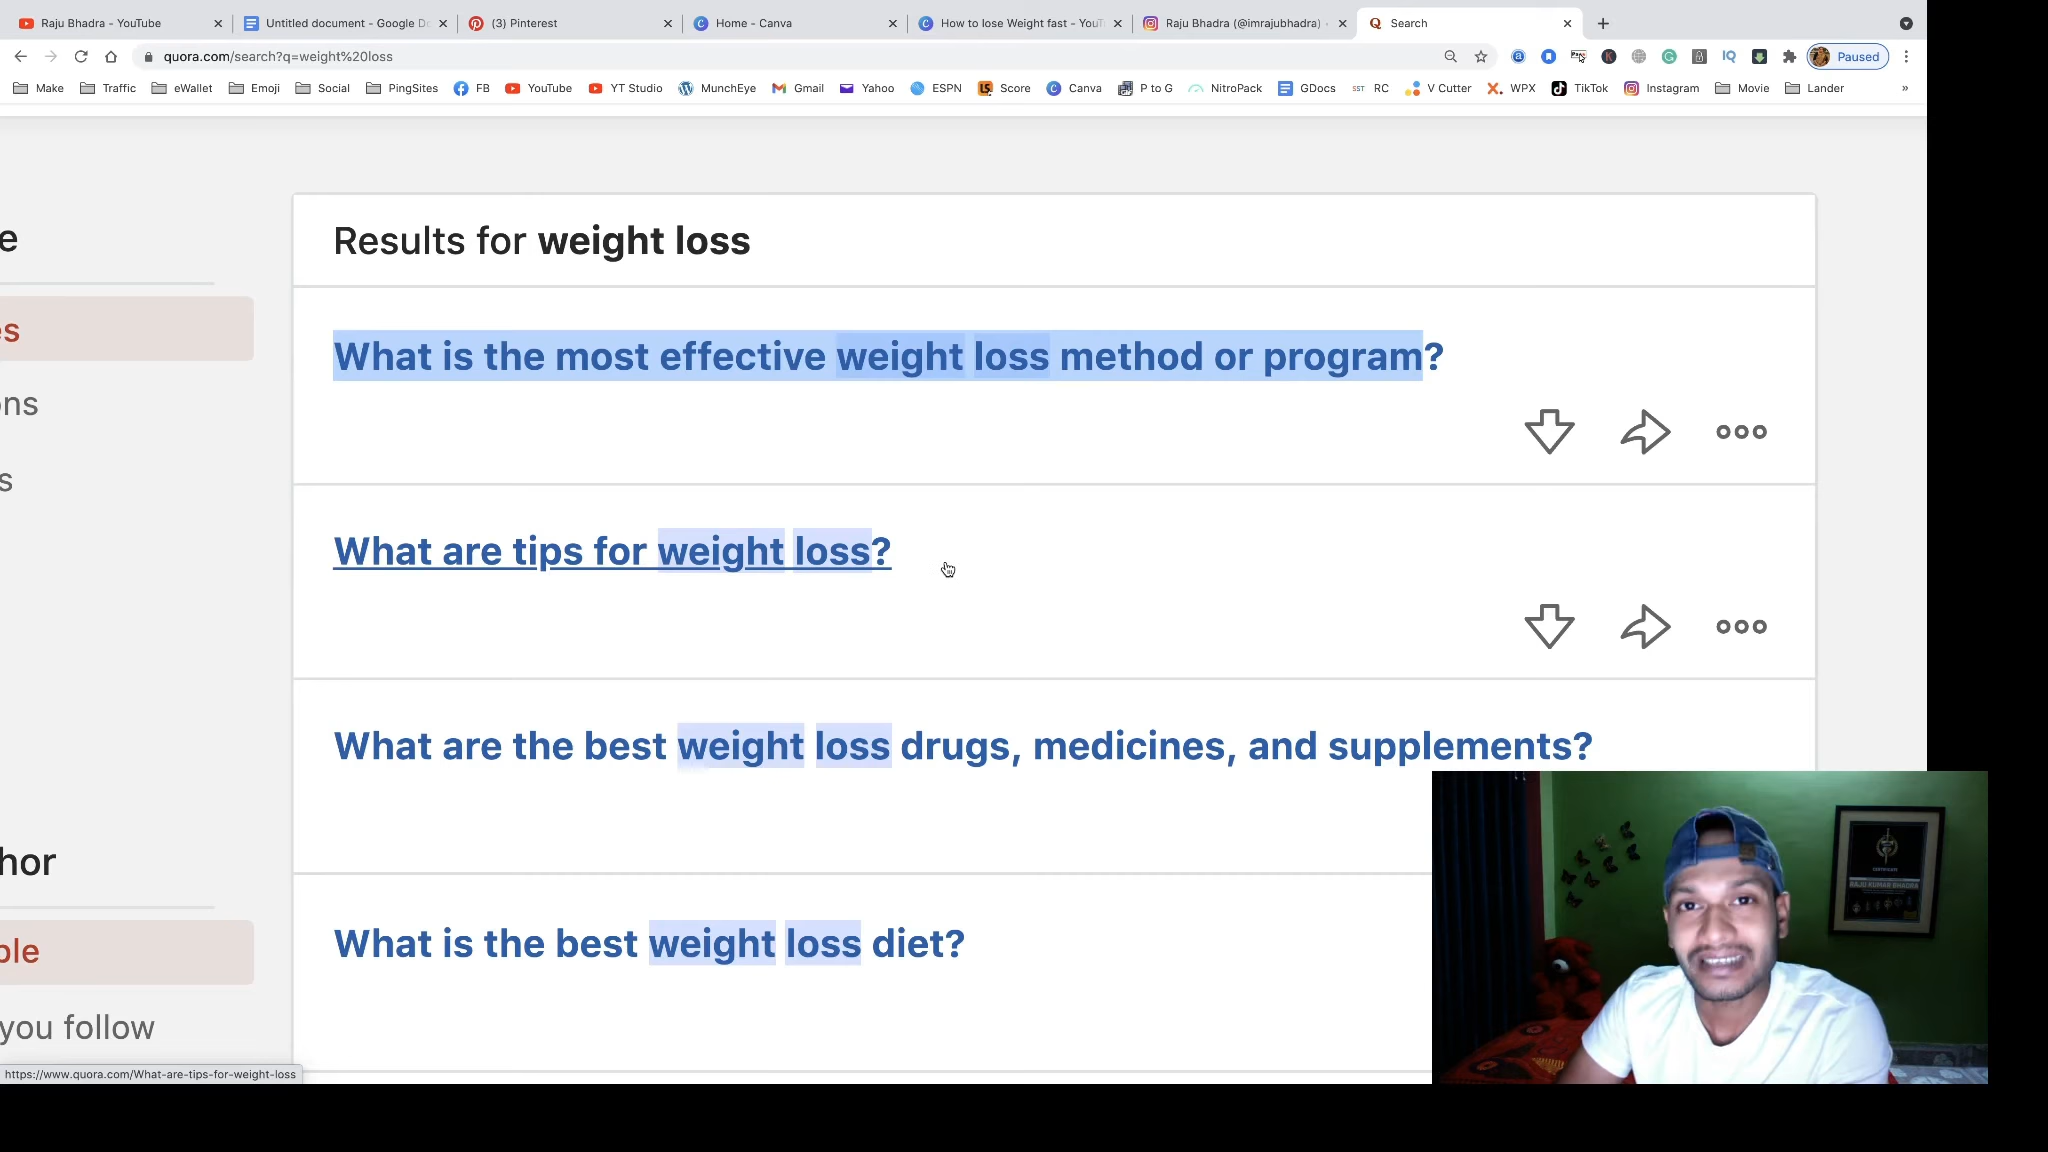 Raju Bhadra - YouTube
Untitled document - Google D
(3) Pinterest
Home - Canva
How to lose Weight fast - YouT
Raju Bhadra (@imrajubhadra)
Search
quora.com/search?q=weight%20loss
Paused
Make
Traffic
eWallet
Emoji
Social
PingSites
FB
YouTube
YT Studio
MunchEye
Gmail
Yahoo
ESPN
Score
Canva
P to G
NitroPack
GDocs
RC
V Cutter
WPX
TikTok
Instagram
Movie
Lander
»
e
es
ons
s
hor
ple
you follow
Results for weight loss
What is the most effective weight loss method or program?
What are tips for weight loss?
What are the best weight loss drugs, medicines, and supplements?
What is the best weight loss diet?
https://www.quora.com/What-are-tips-for-weight-loss
RAJU KUMAR BHADRA